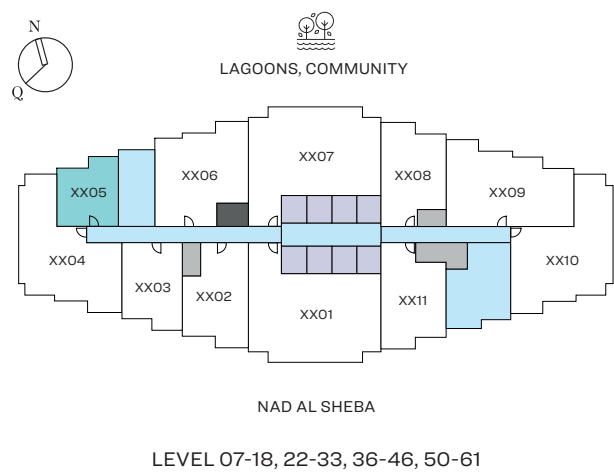 N
Q
LAGOONS, COMMUNITY
XX07
XX05
XX06
XX08
XX09
XX04
XX03
XX02
XX01
XX11
XX10
NAD AL SHEBA
LEVEL 07-18, 22-33, 36-46, 50-61